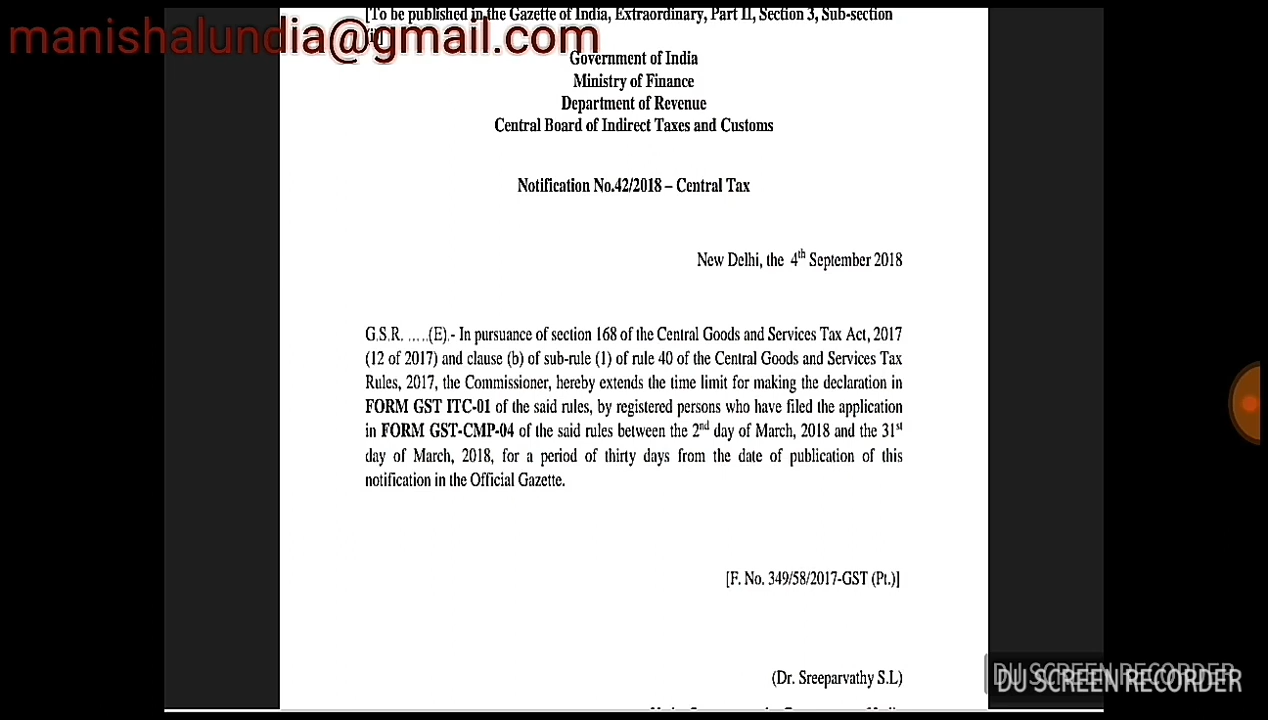 [To be published in the Gazette of India, Extraordinary, Part II, Section 3, Sub-section
manishalundia@gmail.com
Government of India
Ministry of Finance
Department of Revenue
Central Board of Indirect Taxes and Customs
Notification No.42/2018 – Central Tax
New Delhi, the 4th September 2018
G.S.R. .....(E).- In pursuance of section 168 of the Central Goods and Services Tax Act, 2017
(12 of 2017) and clause (b) of sub-rule (1) of rule 40 of the Central Goods and Services Tax
Rules, 2017, the Commissioner, hereby extends the time limit for making the declaration in
FORM GST ITC-01 of the said rules, by registered persons who have filed the application
in FORM GST-CMP-04 of the said rules between the 2nd day of March, 2018 and the 31st
day of March, 2018, for a period of thirty days from the date of publication of this
notification in the Official Gazette.
[F. No. 349/58/2017-GST (Pt.)]
(Dr. Sreeparvathy S.L)
DU SCREEN RECORDER
DU SCREEN RECORDER